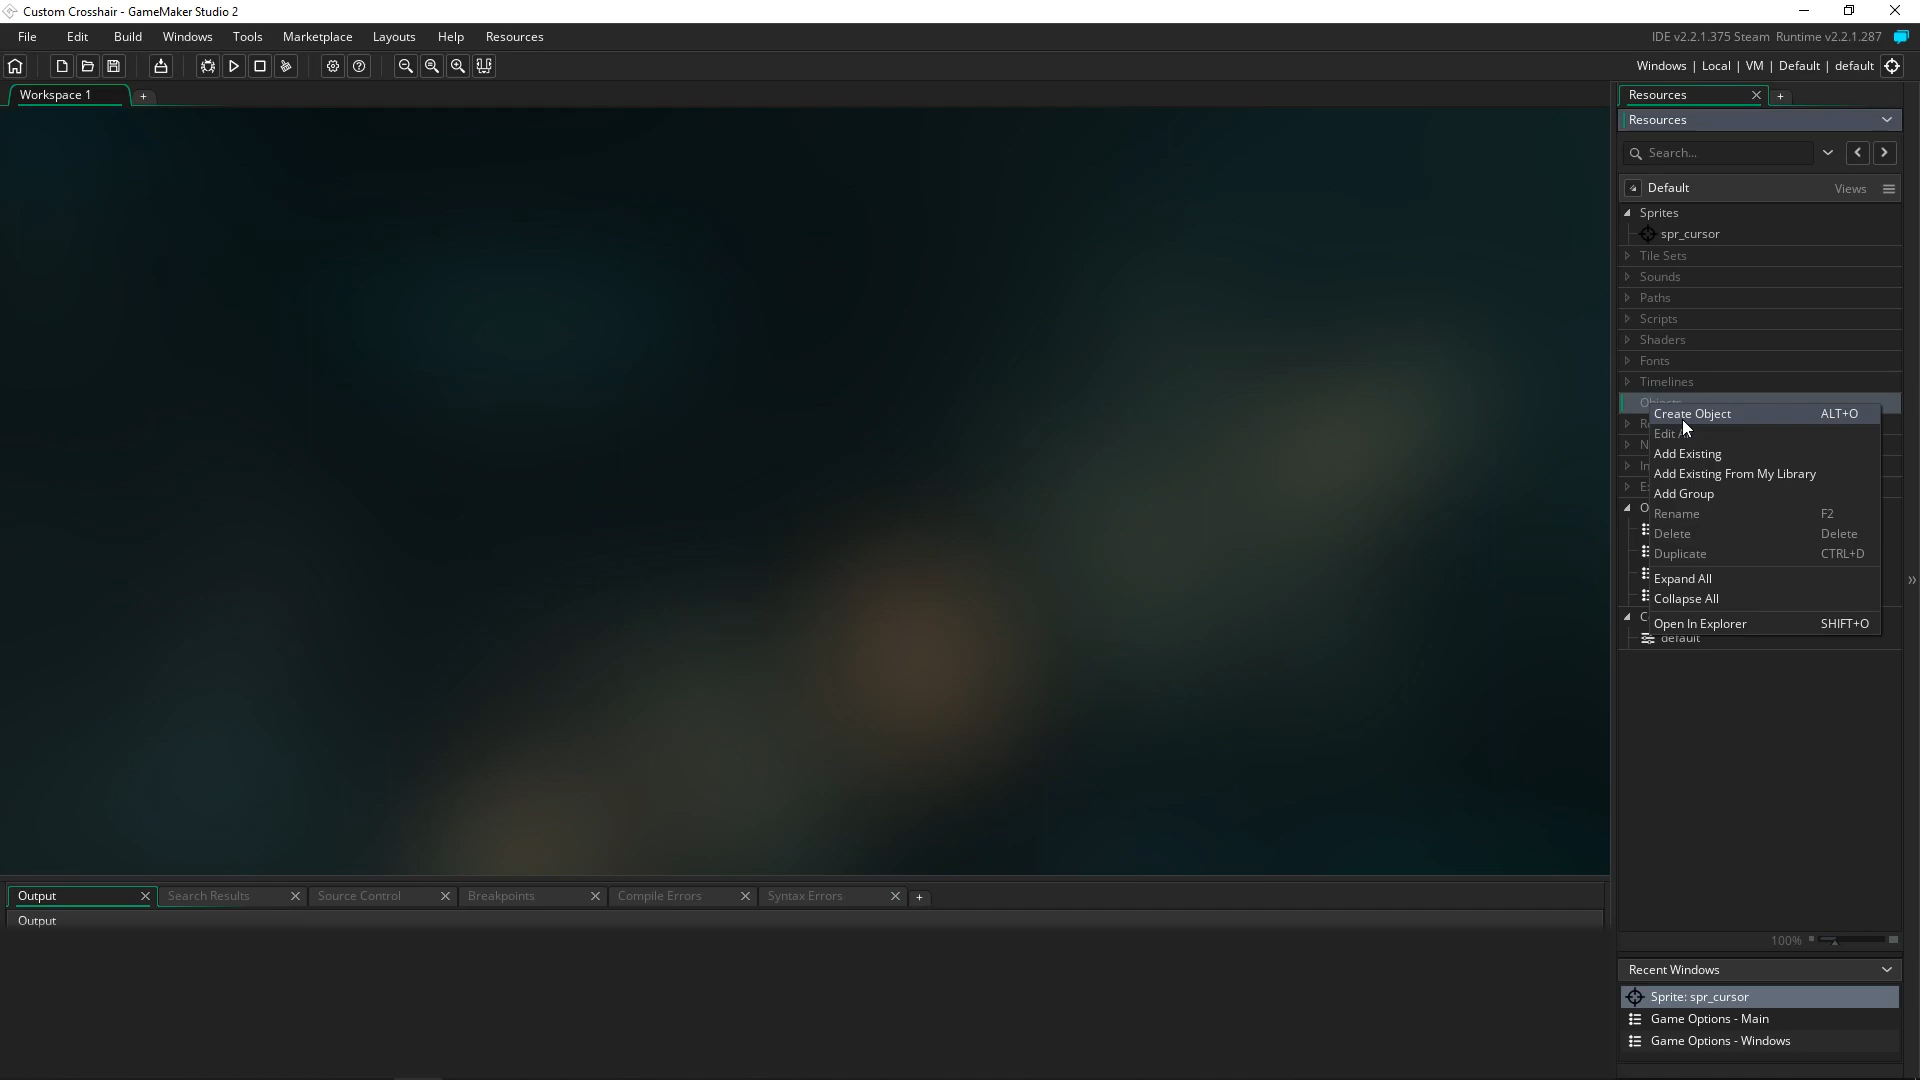 Custom Crosshair - GameMaker Studio 2
File Edit Build Windows Tools Marketplace Layouts Help Resources
IDE v2.2.1.375 Steam Runtime v2.2.1.287
Windows | Local | VM | Default | default
Workspace 1
Resources
Resources
Search...
Default Views
Sprites
spr_cursor
Tile Sets
Sounds
Paths
Scripts
Shaders
Fonts
Timelines
Create Object ALT+O
Edit
Add Existing
Add Existing From My Library
Add Group
Rename F2
Delete Delete
Duplicate CTRL+D
Expand All
Collapse All
Open In Explorer SHIFT+O
default
Output Search Results Source Control Breakpoints Compile Errors Syntax Errors
Output
100%
Recent Windows
Sprite: spr_cursor
Game Options - Main
Game Options - Windows